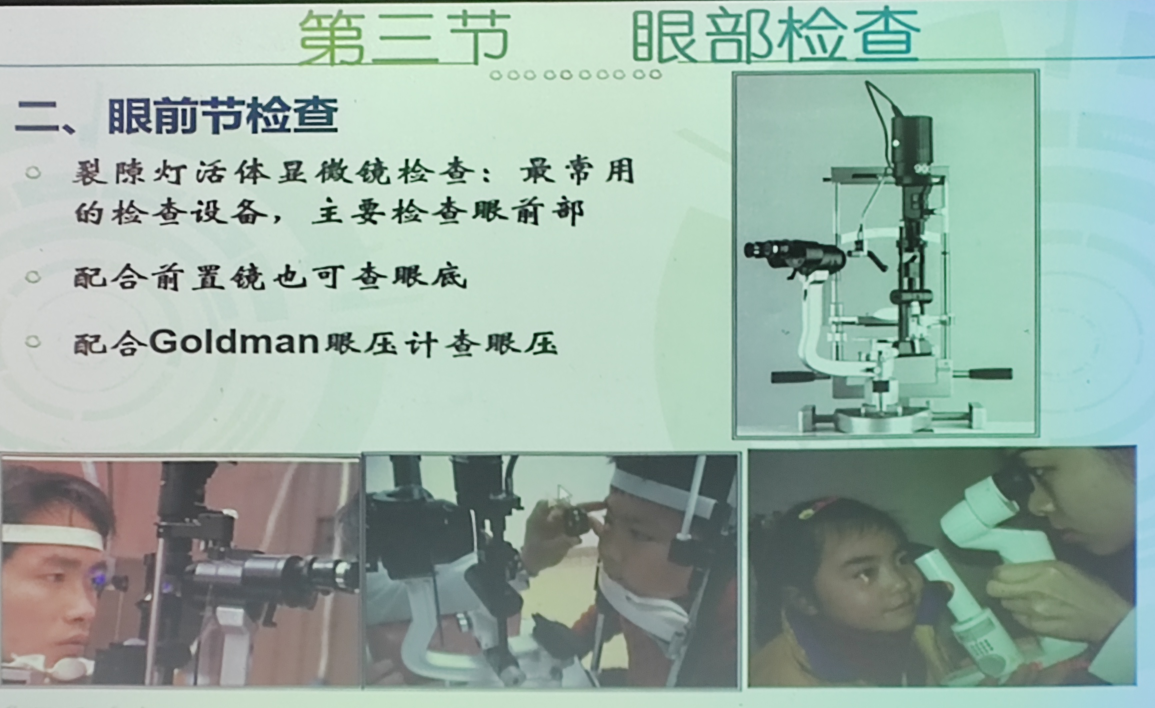 第三节 眼部检查
二、眼前节检查
裂隙灯活体显微镜检查：最常用
的检查设备，主要检查眼前部
配合前置镜也可查眼底
配合Goldman眼压计查眼压